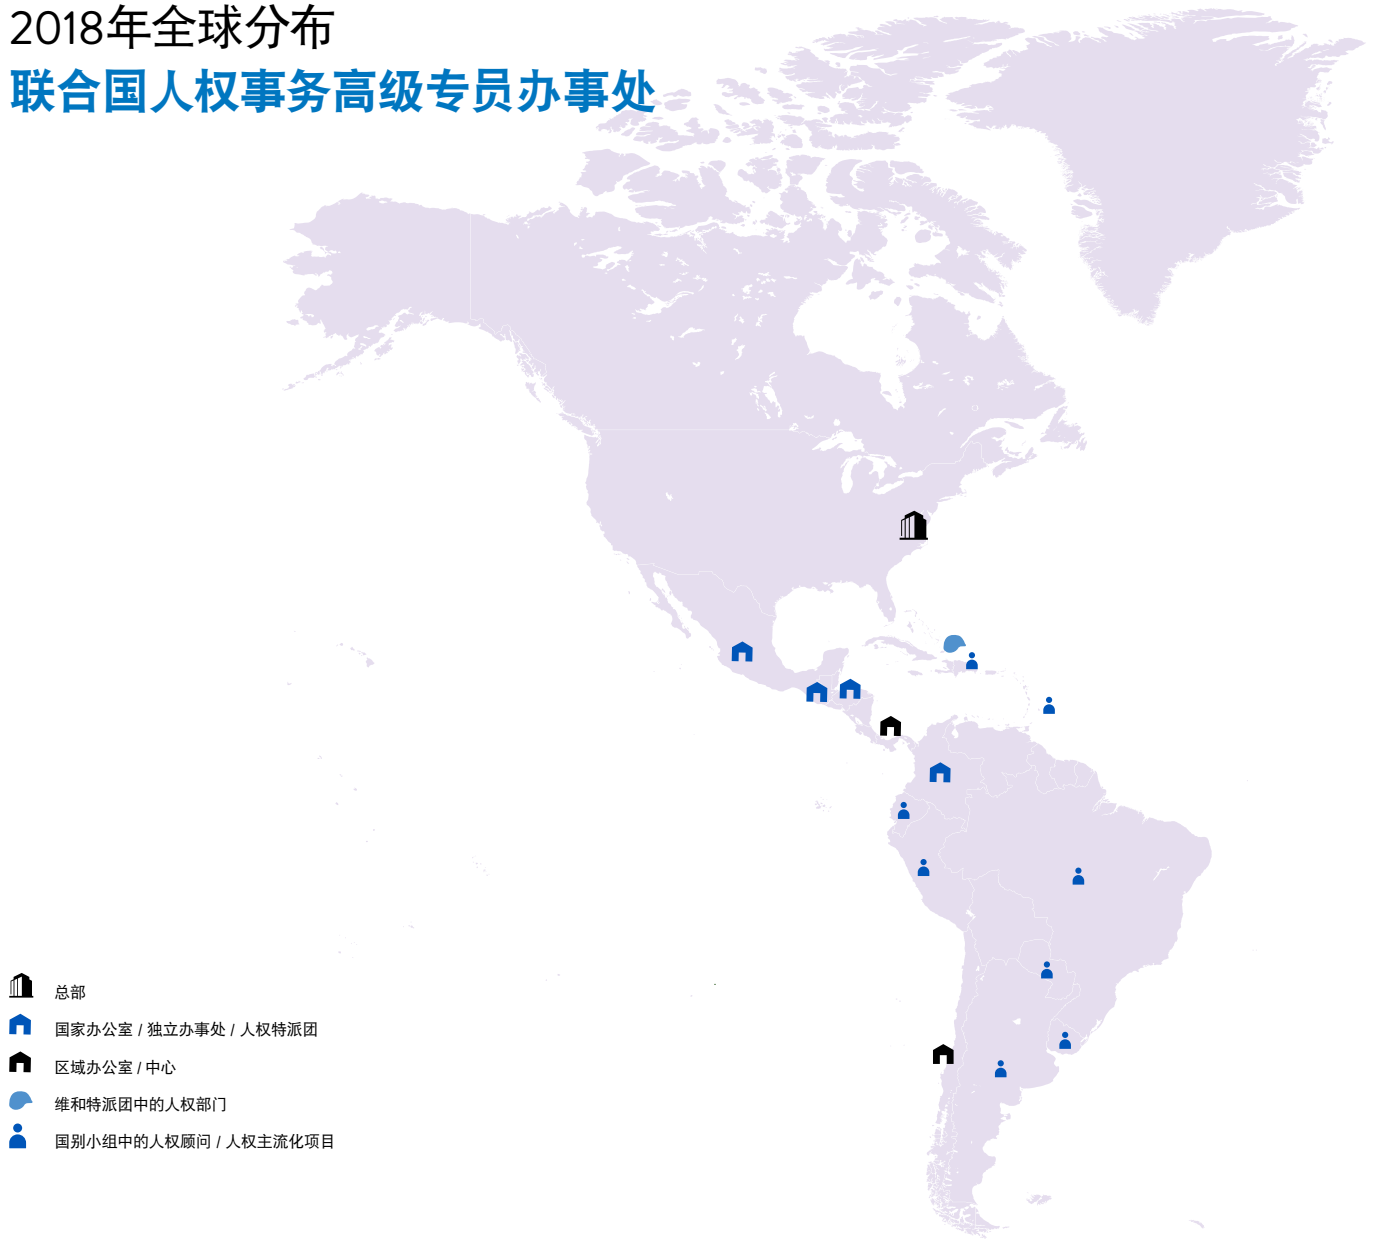 2018年全球分布
联合国人权事务高级专员办事处
总部
国家办公室 / 独立办事处 / 人权特派团
区域办公室 / 中心
维和特派团中的人权部门
国别小组中的人权顾问 / 人权主流化项目